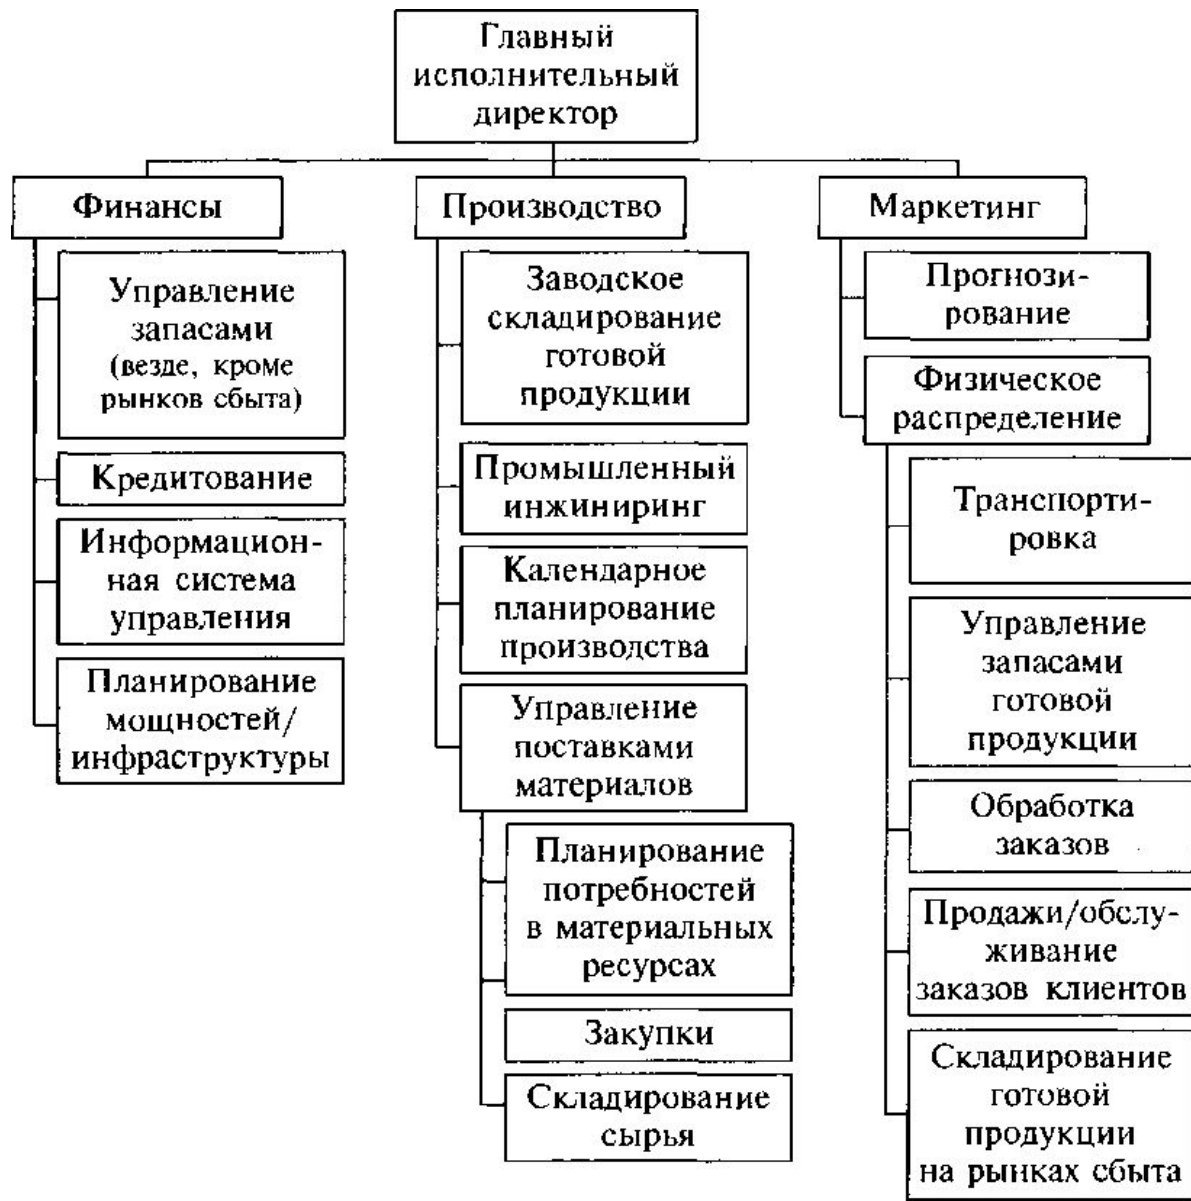 Главный
исполнительный
директор
Финансы
Управление
запасами
(везде, кроме
рынков сбыта)
Кредитование
Информацион-
ная система
управления
Планирование
мощностей/
инфраструктуры
Производство
Заводское
складирование
готовой
продукции
Промышленный
инжиниринг
Календарное
планирование
производства
Управление
поставками
материалов
Планирование
потребностей
в материальных
ресурсах
Закупки
Складирование
сырья
Маркетинг
Прогнози-
рование
Физическое
распределение
Транспорти-
ровка
Управление
запасами
готовой
продукции
Обработка
заказов
Продажи/обслу-
живание
заказов клиентов
Складирование
готовой
продукции
на рынках сбыта